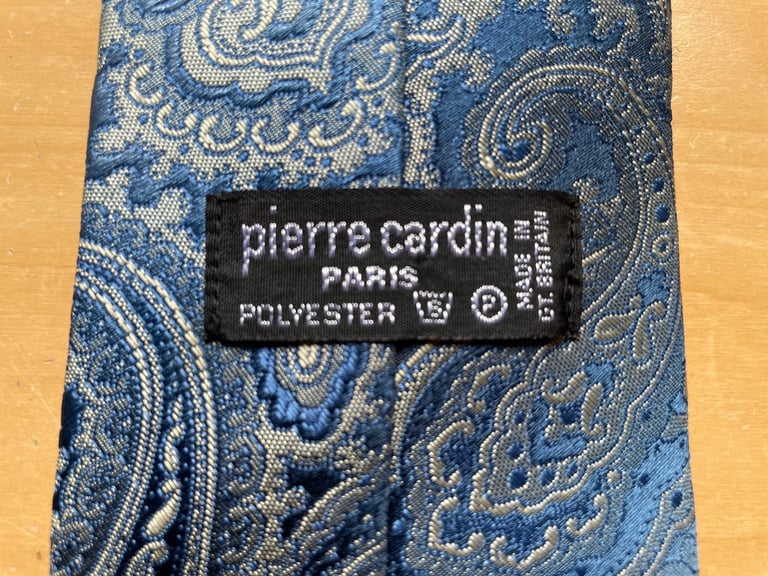 pierre cardin
PARIS
POLYESTER
P
MADE IN
GT. BRITAIN